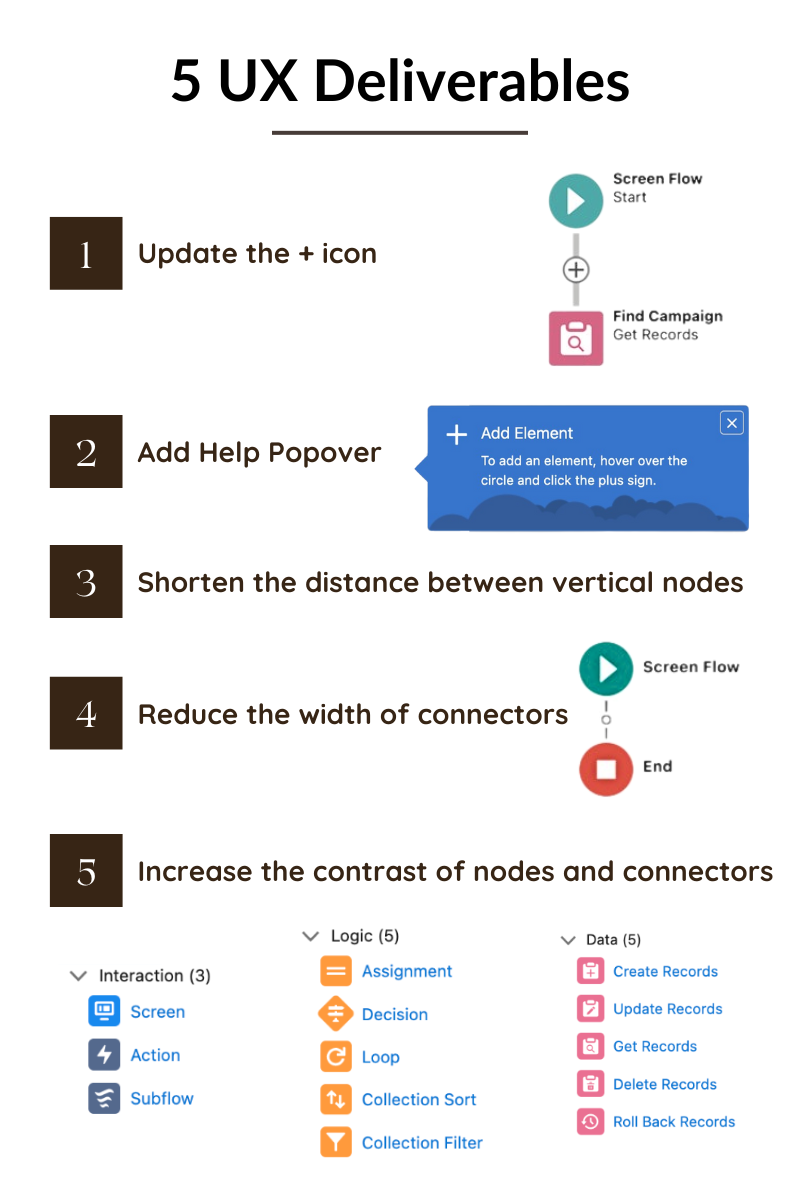 5 UX Deliverables
Screen Flow
Start
1
Update the + icon
Find Campaign
Get Records
2
Add Help Popover
Add Element
To add an element, hover over the
circle and click the plus sign.
3
Shorten the distance between vertical nodes
Screen Flow
4
Reduce the width of connectors
End
5
Increase the contrast of nodes and connectors
Interaction (3)
Screen
Action
Subflow
Logic (5)
Assignment
Decision
Loop
Collection Sort
Collection Filter
Data (5)
Create Records
Update Records
Get Records
Delete Records
Roll Back Records